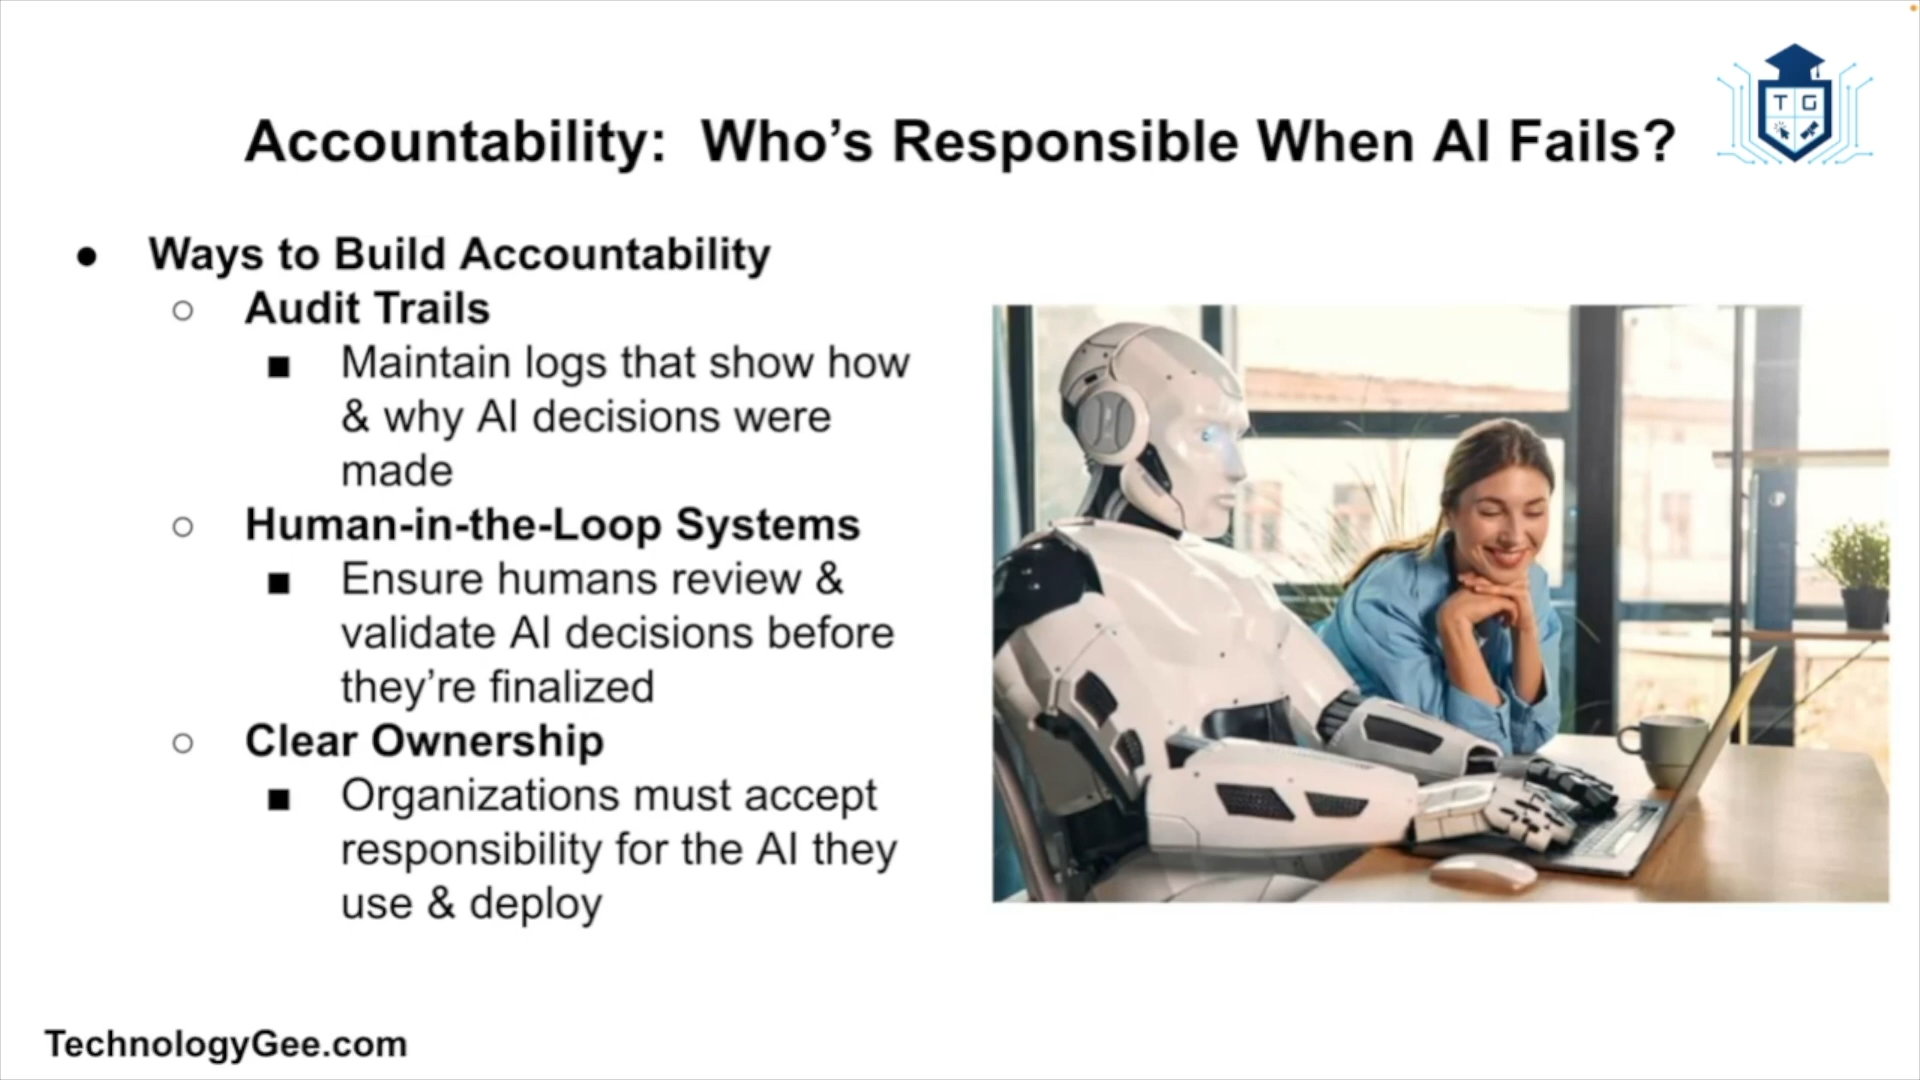 T G
Accountability: Who's Responsible When AI Fails?
● Ways to Build Accountability
○ Audit Trails
■ Maintain logs that show how
& why AI decisions were
made
○ Human-in-the-Loop Systems
■ Ensure humans review &
validate AI decisions before
they're finalized
○ Clear Ownership
■ Organizations must accept
responsibility for the AI they
use & deploy
TechnologyGee.com